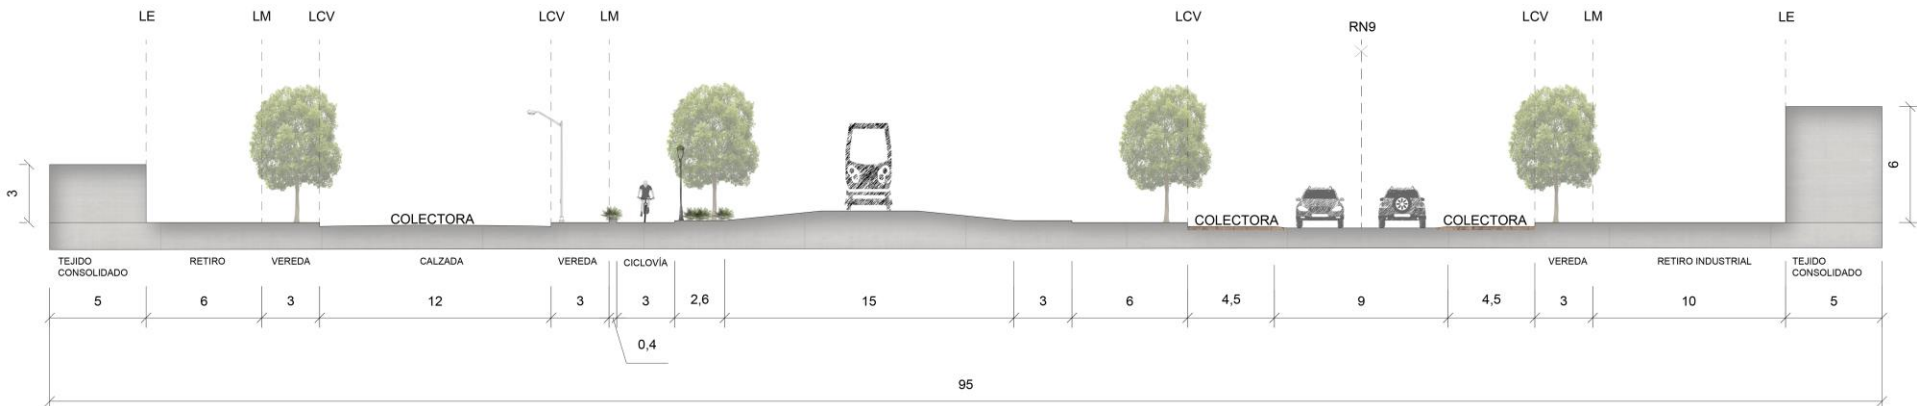 LE LM LCV LCV LM LCV RN9 LCV LM LE
3
6
COLECTORA COLECTORA COLECTORA
TEJIDO CONSOLIDADO RETIRO VEREDA CALZADA VEREDA CICLOVÍA VEREDA RETIRO INDUSTRIAL TEJIDO CONSOLIDADO
5 6 3 12 3 3 2,6 15 3 6 4,5 9 4,5 3 10 5
0,4
95